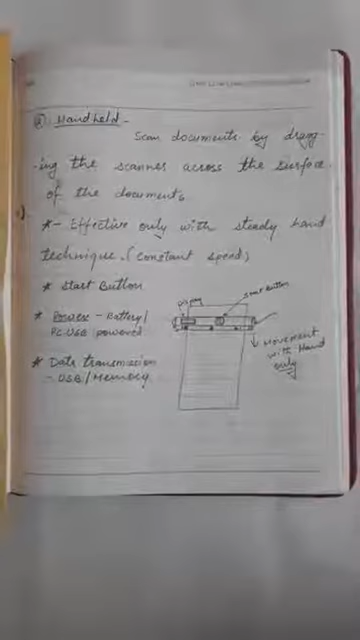 Handheld -
Scan documents by dragg-
-ing the scanner across the surface
of the documents
* - Effective only with steady hand
technique. (constant speed)
* Start Button
* Power - Battery/
PC USB powered
* Data transmission
- USB/Memory
Start Button
Movement
with Hand
only